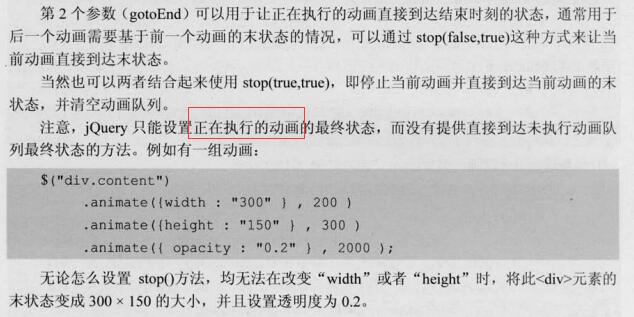 第 2 个参数（gotoEnd）可以用于让正在执行的动画直接到达结束时刻的状态，通常用于
后一个动画需要基于前一个动画的末状态的情况，可以通过 stop(false,true)这种方式来让当
前动画直接到达末状态。
当然也可以两者结合起来使用 stop(true,true)，即停止当前动画并直接到达当前动画的末
状态，并清空动画队列。
注意，jQuery 只能设置正在执行的动画的最终状态，而没有提供直接到达未执行动画队
列最终状态的方法。例如有一组动画：
$("div.content")
.animate({width : "300" } , 200 )
.animate({height : "150" } , 300 )
.animate({ opacity : "0.2" } , 2000 );
无论怎么设置 stop()方法，均无法在改变“width”或者“height”时，将此<div>元素的
末状态变成 300 × 150 的大小，并且设置透明度为 0.2。